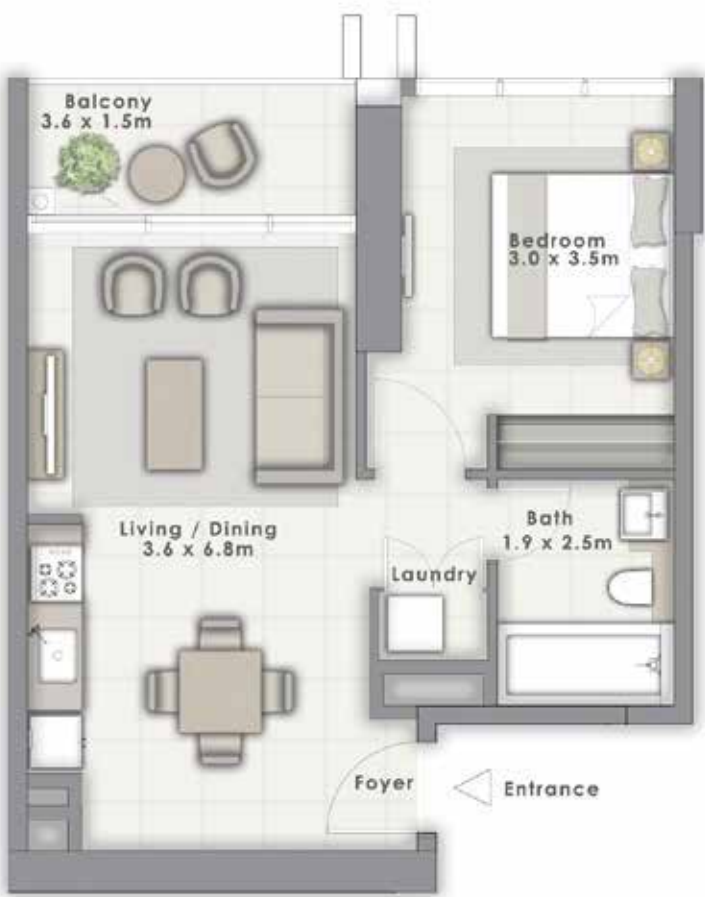 Balcony
3.6 x 1.5m
Bedroom
3.0 x 3.5m
Living / Dining
3.6 x 6.8m
Bath
1.9 x 2.5m
Laundry
Foyer
Entrance